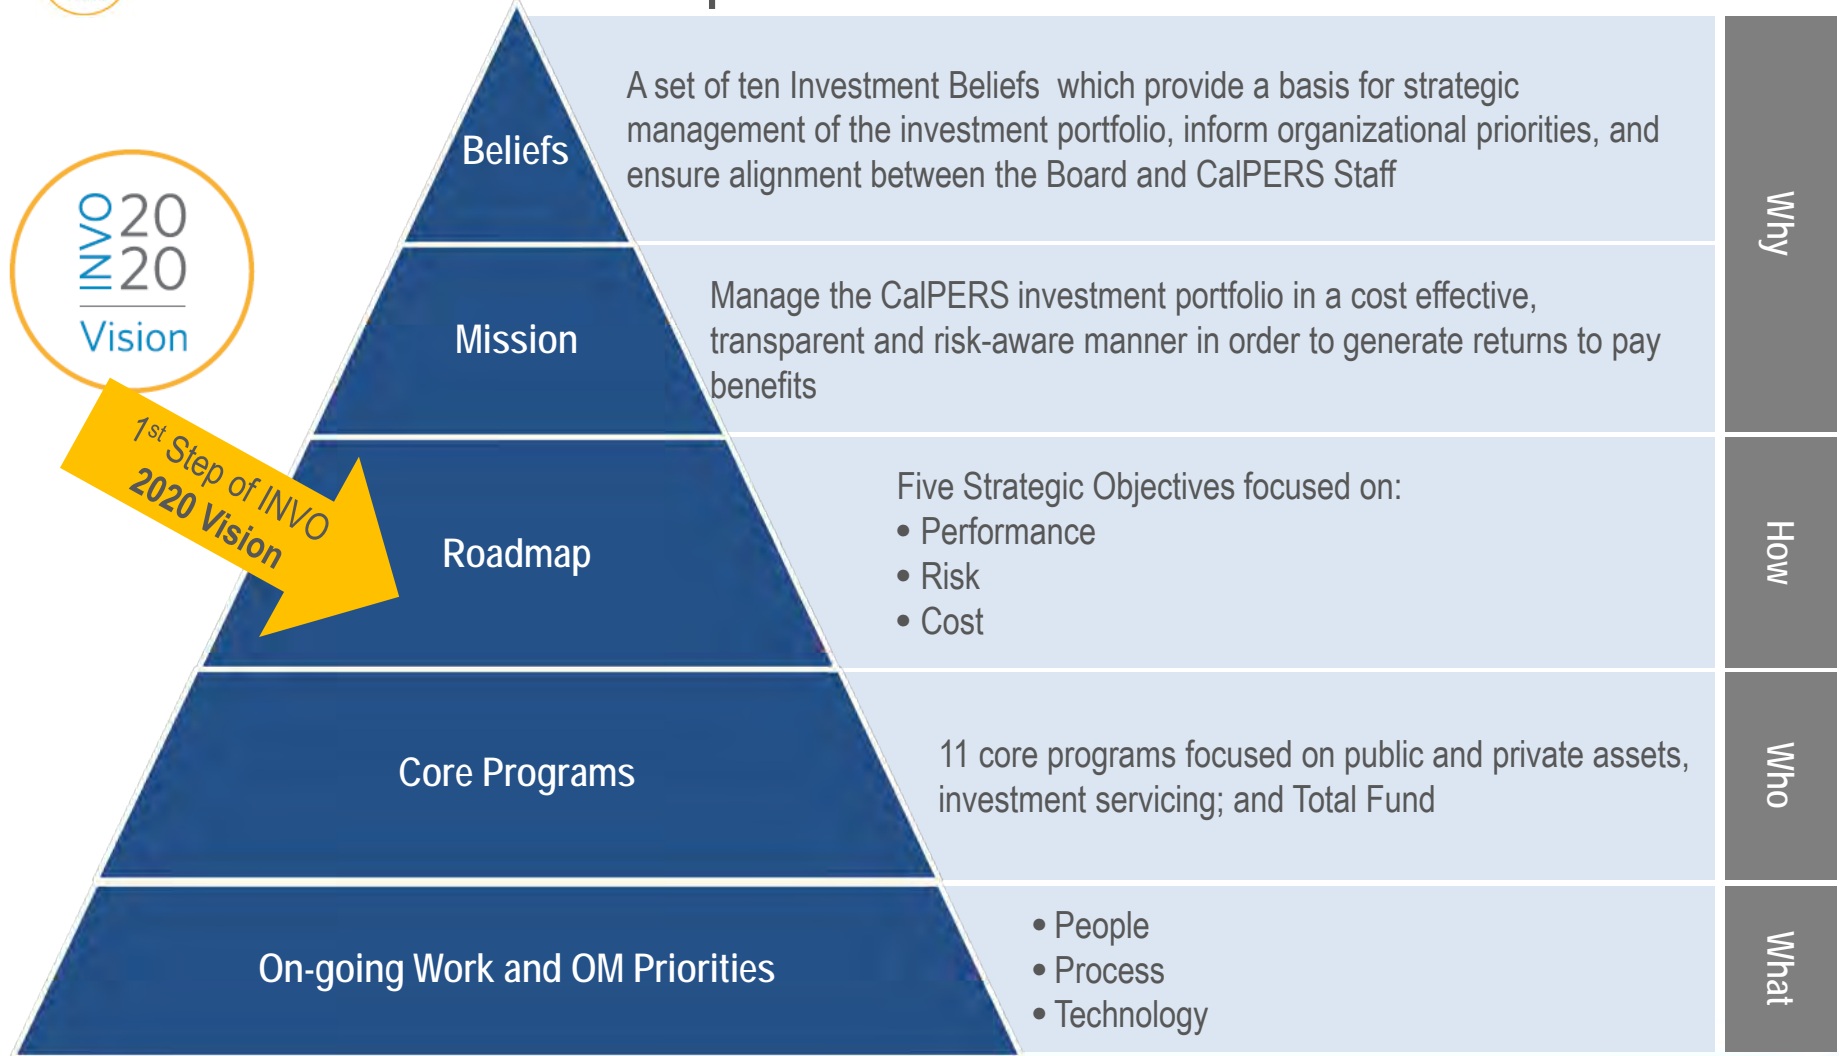 Beliefs
A set of ten Investment Beliefs which provide a basis for strategic
management of the investment portfolio, inform organizational priorities, and
ensure alignment between the Board and CalPERS Staff
Why
INVO
20
20
Vision
Mission
Manage the CalPERS investment portfolio in a cost effective,
transparent and risk-aware manner in order to generate returns to pay
benefits
1st Step of INVO
2020 Vision
Roadmap
Five Strategic Objectives focused on:
• Performance
• Risk
• Cost
How
Core Programs
11 core programs focused on public and private assets,
investment servicing; and Total Fund
Who
On-going Work and OM Priorities
• People
• Process
• Technology
What